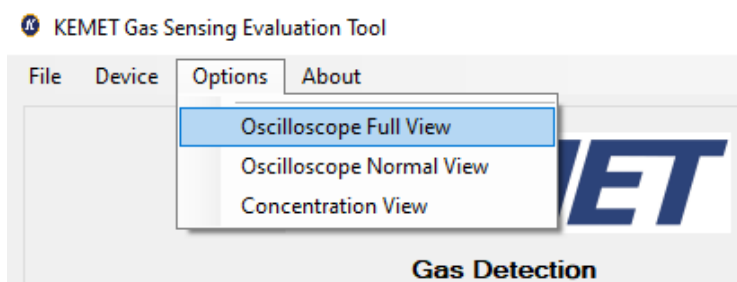 KEMET Gas Sensing Evaluation Tool
File Device Options About
Oscilloscope Full View
Oscilloscope Normal View
Concentration View
ET
Gas Detection